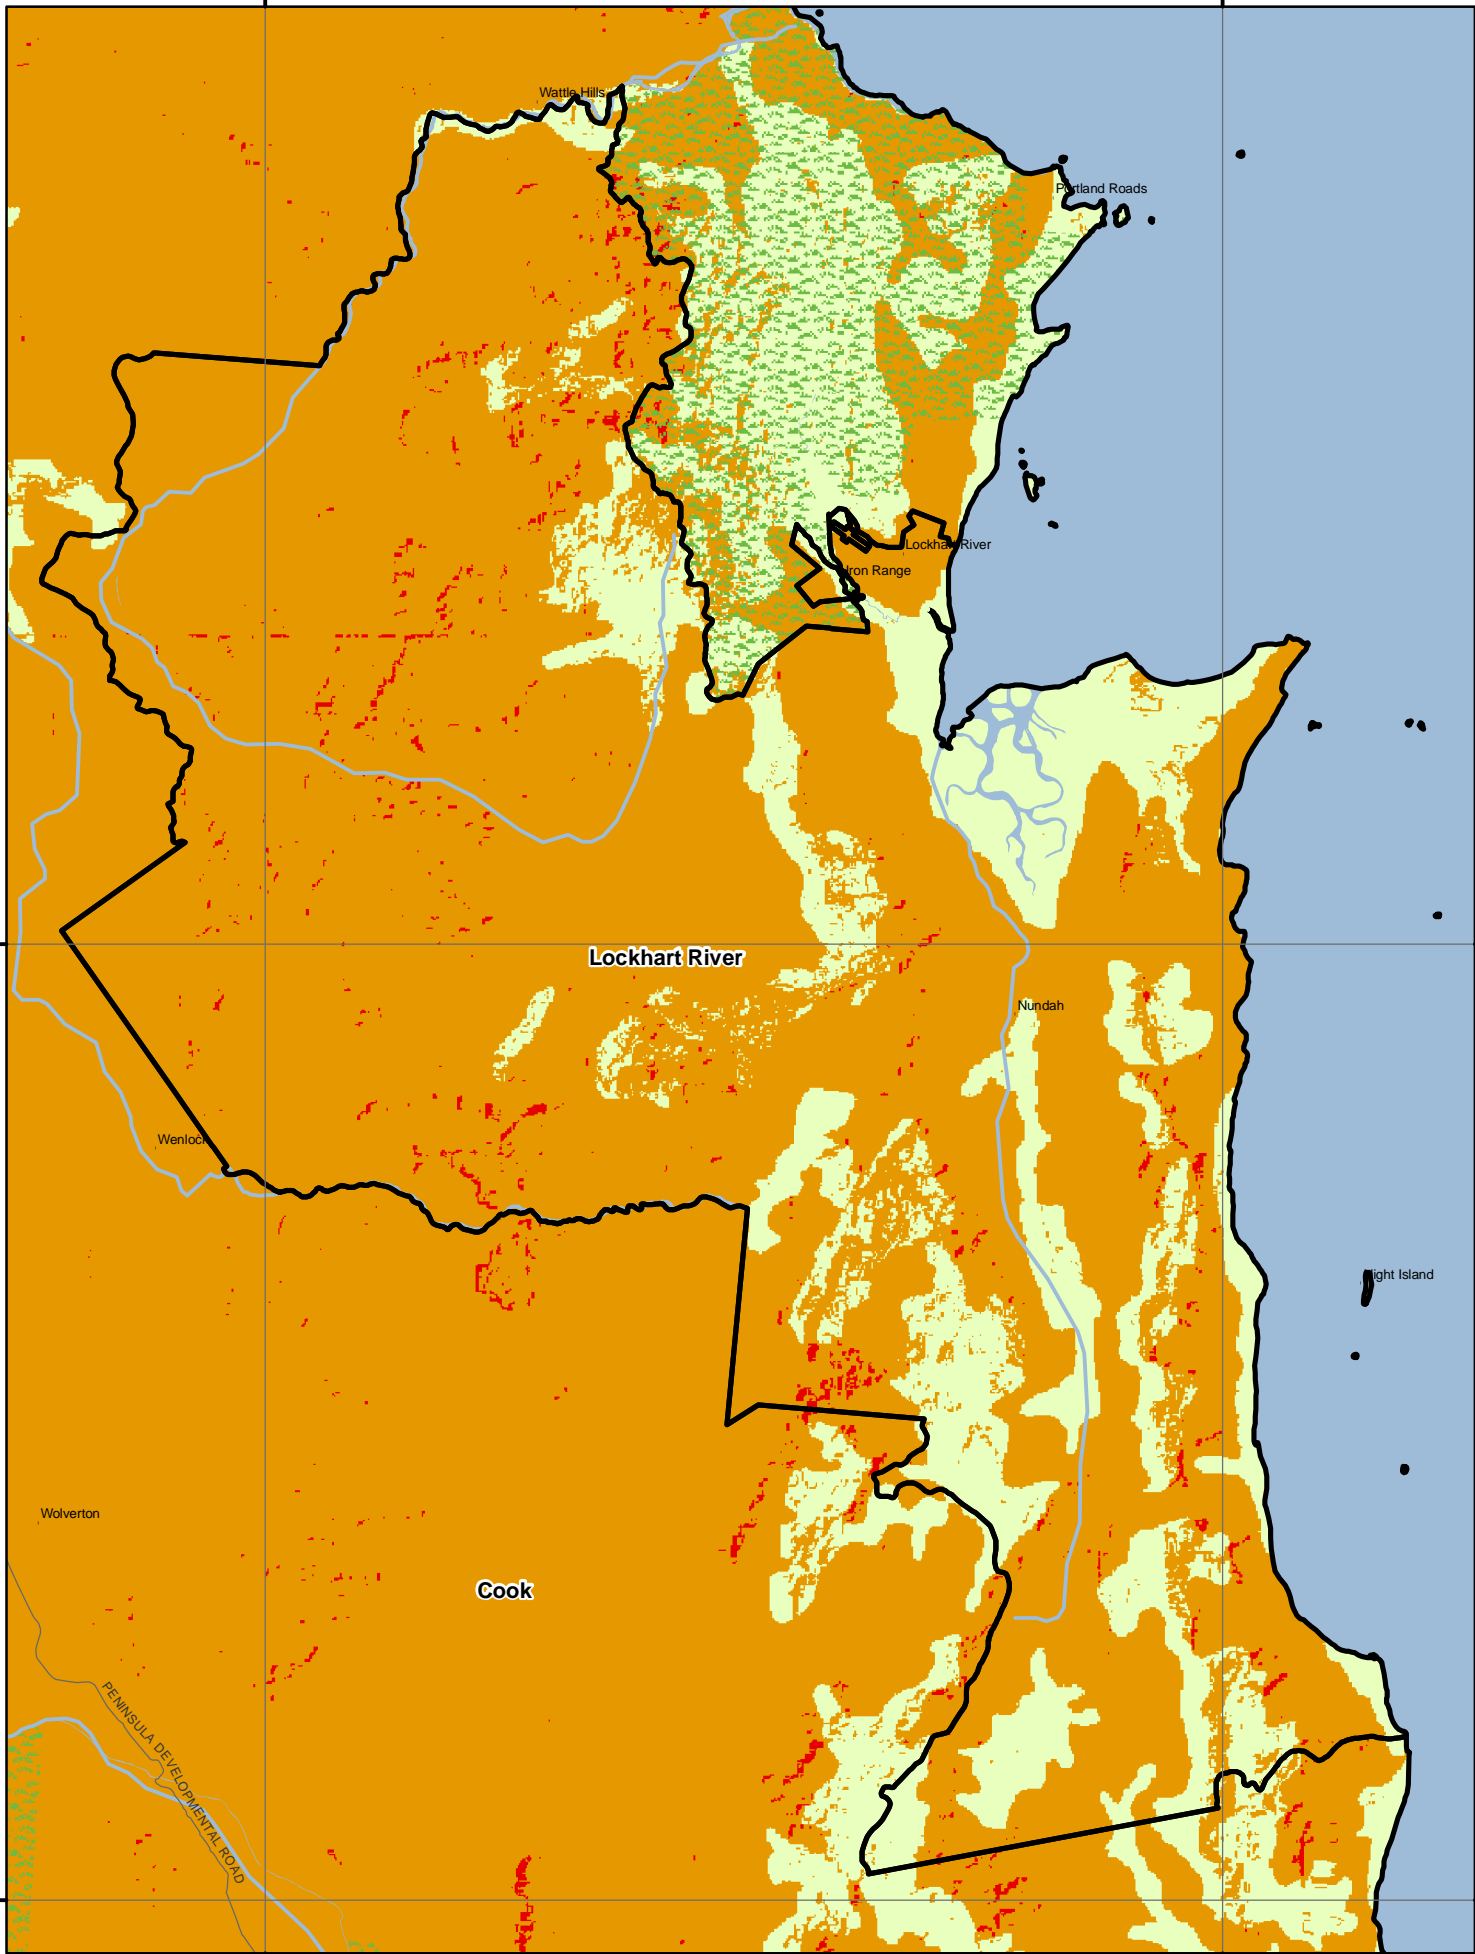 Wattle Hills
Portland Roads
Lockhart River
Iron Range
Lockhart River
Nundah
Wenlock
Night Island
Wolverton
Cook
PENINSULA DEVELOPMENTAL ROAD